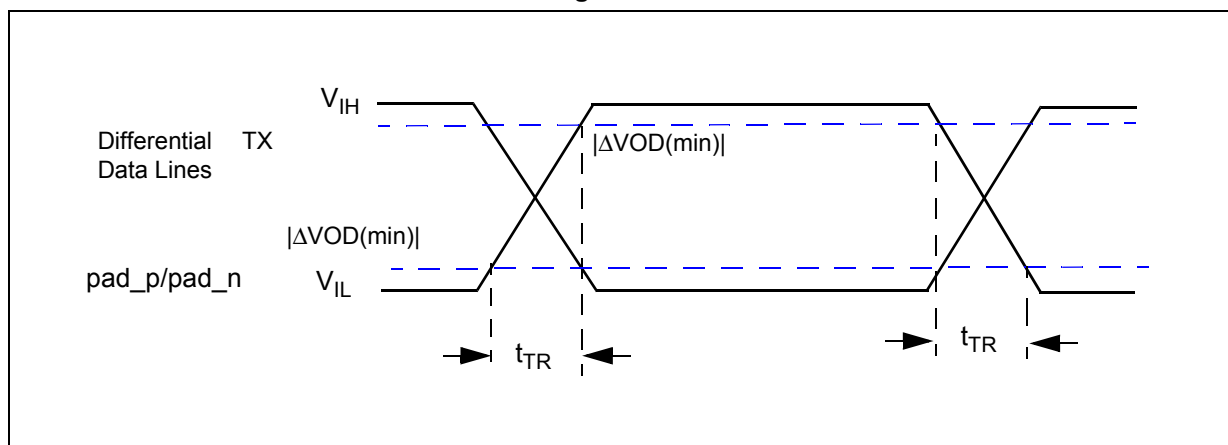 V_IH
Differential TX
Data Lines
|ΔVOD(min)|
|ΔVOD(min)|
pad_p/pad_n
V_IL
t_TR
t_TR